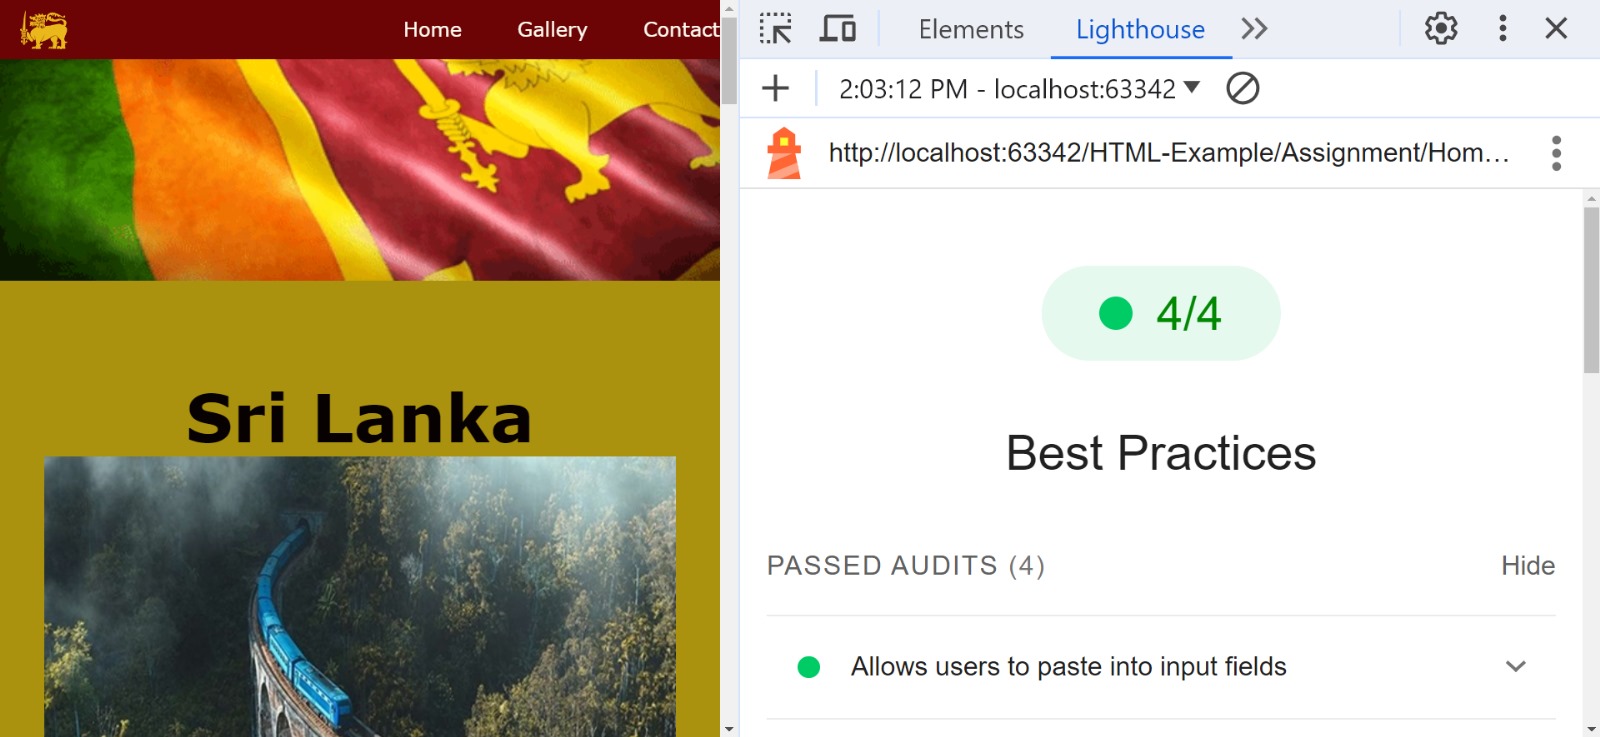 Home Gallery Contact
Sri Lanka
Elements Lighthouse
2:03:12 PM - localhost:63342
http://localhost:63342/HTML-Example/Assignment/Hom…
4/4
Best Practices
PASSED AUDITS (4) Hide
Allows users to paste into input fields